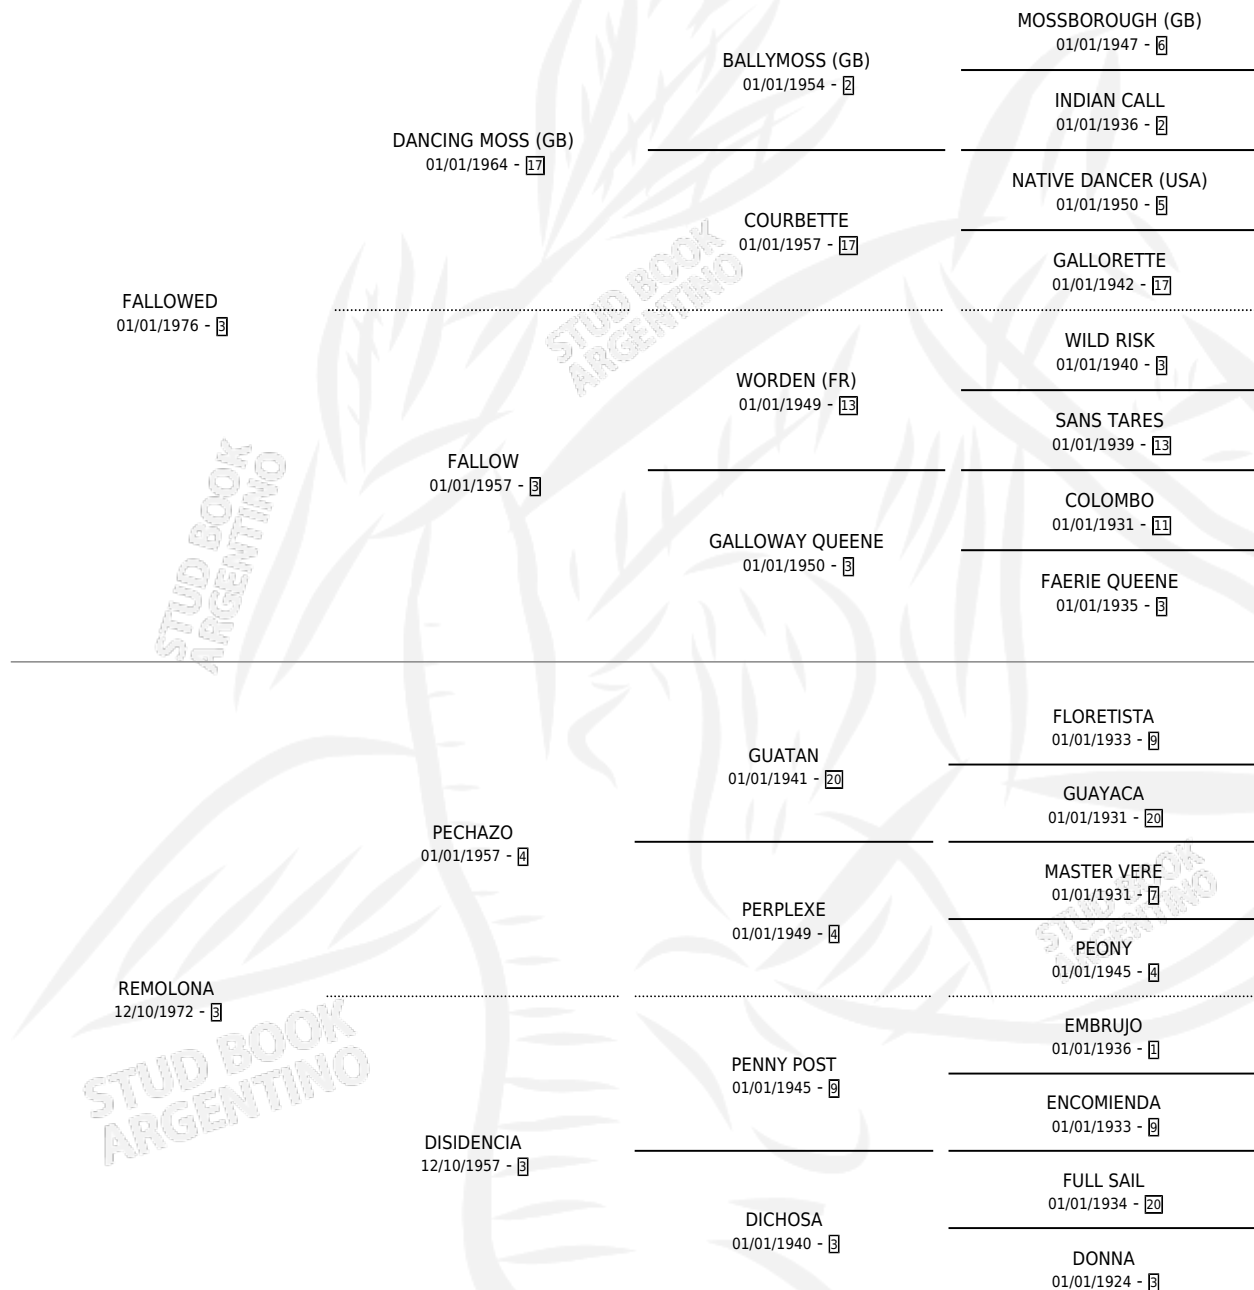 MOSSBOROUGH (GB)
01/01/1947 - 6
BALLYMOSS (GB)
01/01/1954 - 2
INDIAN CALL
01/01/1936 - 2
DANCING MOSS (GB)
01/01/1964 - 17
NATIVE DANCER (USA)
01/01/1950 - 5
COURBETTE
01/01/1957 - 17
GALLORETTE
01/01/1942 - 17
FALLOWED
01/01/1976 - 3
WILD RISK
01/01/1940 - 3
WORDEN (FR)
01/01/1949 - 13
SANS TARES
01/01/1939 - 13
FALLOW
01/01/1957 - 3
COLOMBO
01/01/1931 - 11
GALLOWAY QUEENE
01/01/1950 - 3
FAERIE QUEENE
01/01/1935 - 3
STUD BOOK
ARGENTINO
STUD BOOK
ARGENTINO
FLORETISTA
01/01/1933 - 9
GUATAN
01/01/1941 - 20
GUAYACA
01/01/1931 - 20
PECHAZO
01/01/1957 - 4
MASTER VERE
01/01/1931 - 7
PERPLEXE
01/01/1949 - 4
PEONY
01/01/1945 - 4
STUD BOOK
ARGENTINO
REMOLONA
12/10/1972 - 3
EMBRUJO
01/01/1936 - 1
PENNY POST
01/01/1945 - 9
ENCOMIENDA
01/01/1933 - 9
STUD BOOK
ARGENTINO
DISIDENCIA
12/10/1957 - 3
FULL SAIL
01/01/1934 - 20
DICHOSA
01/01/1940 - 3
DONNA
01/01/1924 - 3